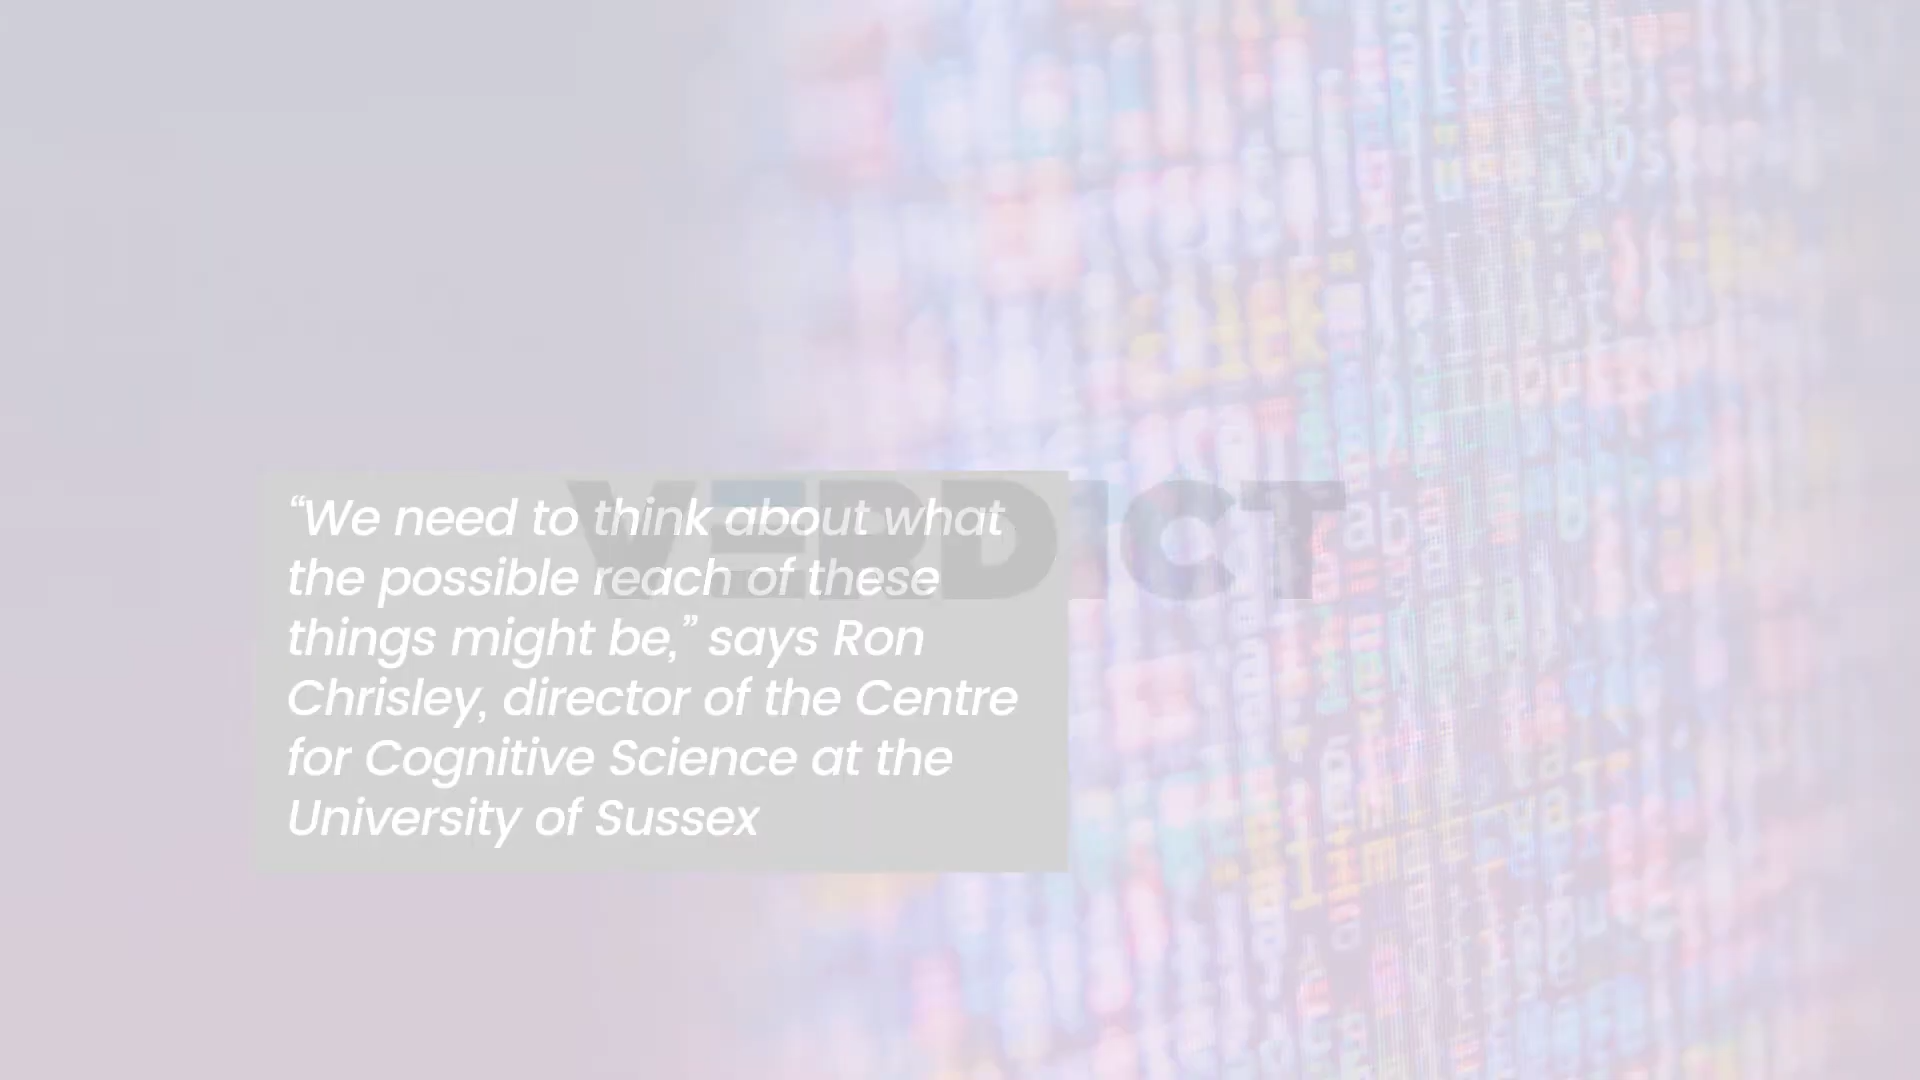 “We need to think about what
the possible reach of these
things might be,” says Ron
Chrisley, director of the Centre
for Cognitive Science at the
University of Sussex
VERDICT